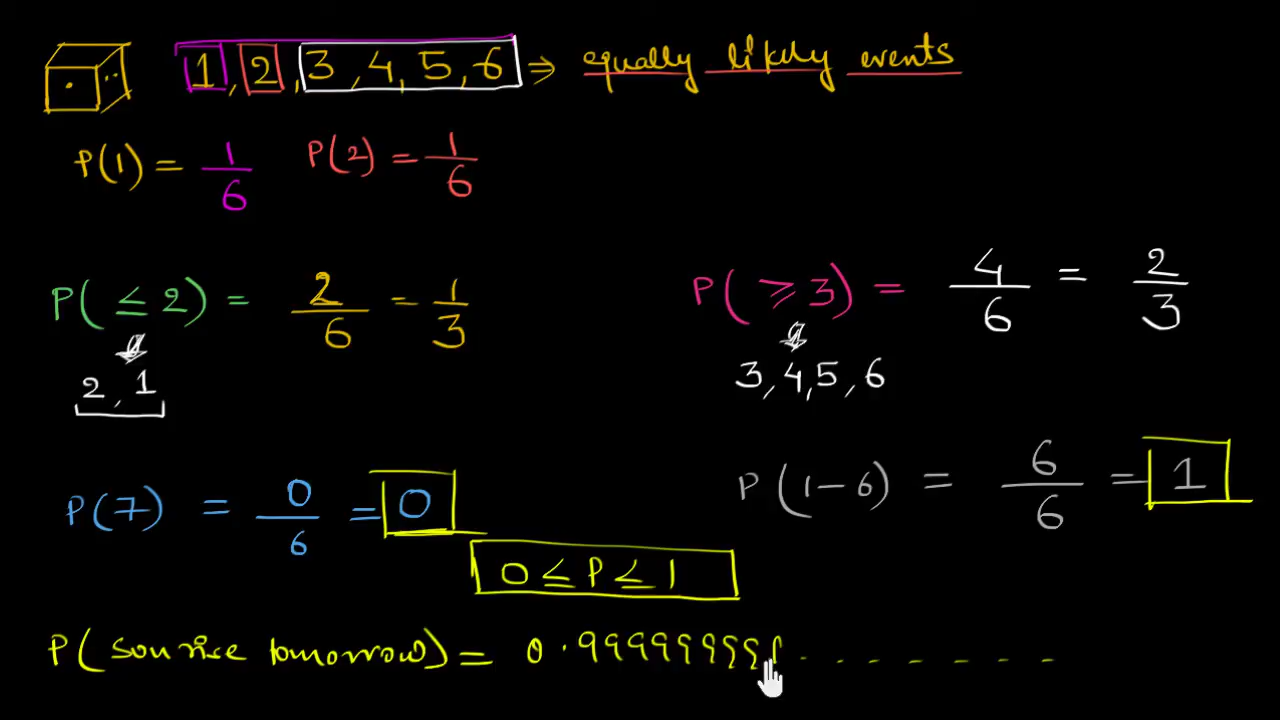 1, 2, 3, 4, 5, 6 ⇒ equally likely events
P(1) = 1/6 P(2) = 1/6
P(≤2) = 2/6 = 1/3 P(≥3) = 4/6 = 2/3
2, 1 3, 4, 5, 6
P(7) = 0/6 = 0 P(1-6) = 6/6 = 1
0 ≤ P ≤ 1
P(sunrise tomorrow) = 0.999999999........